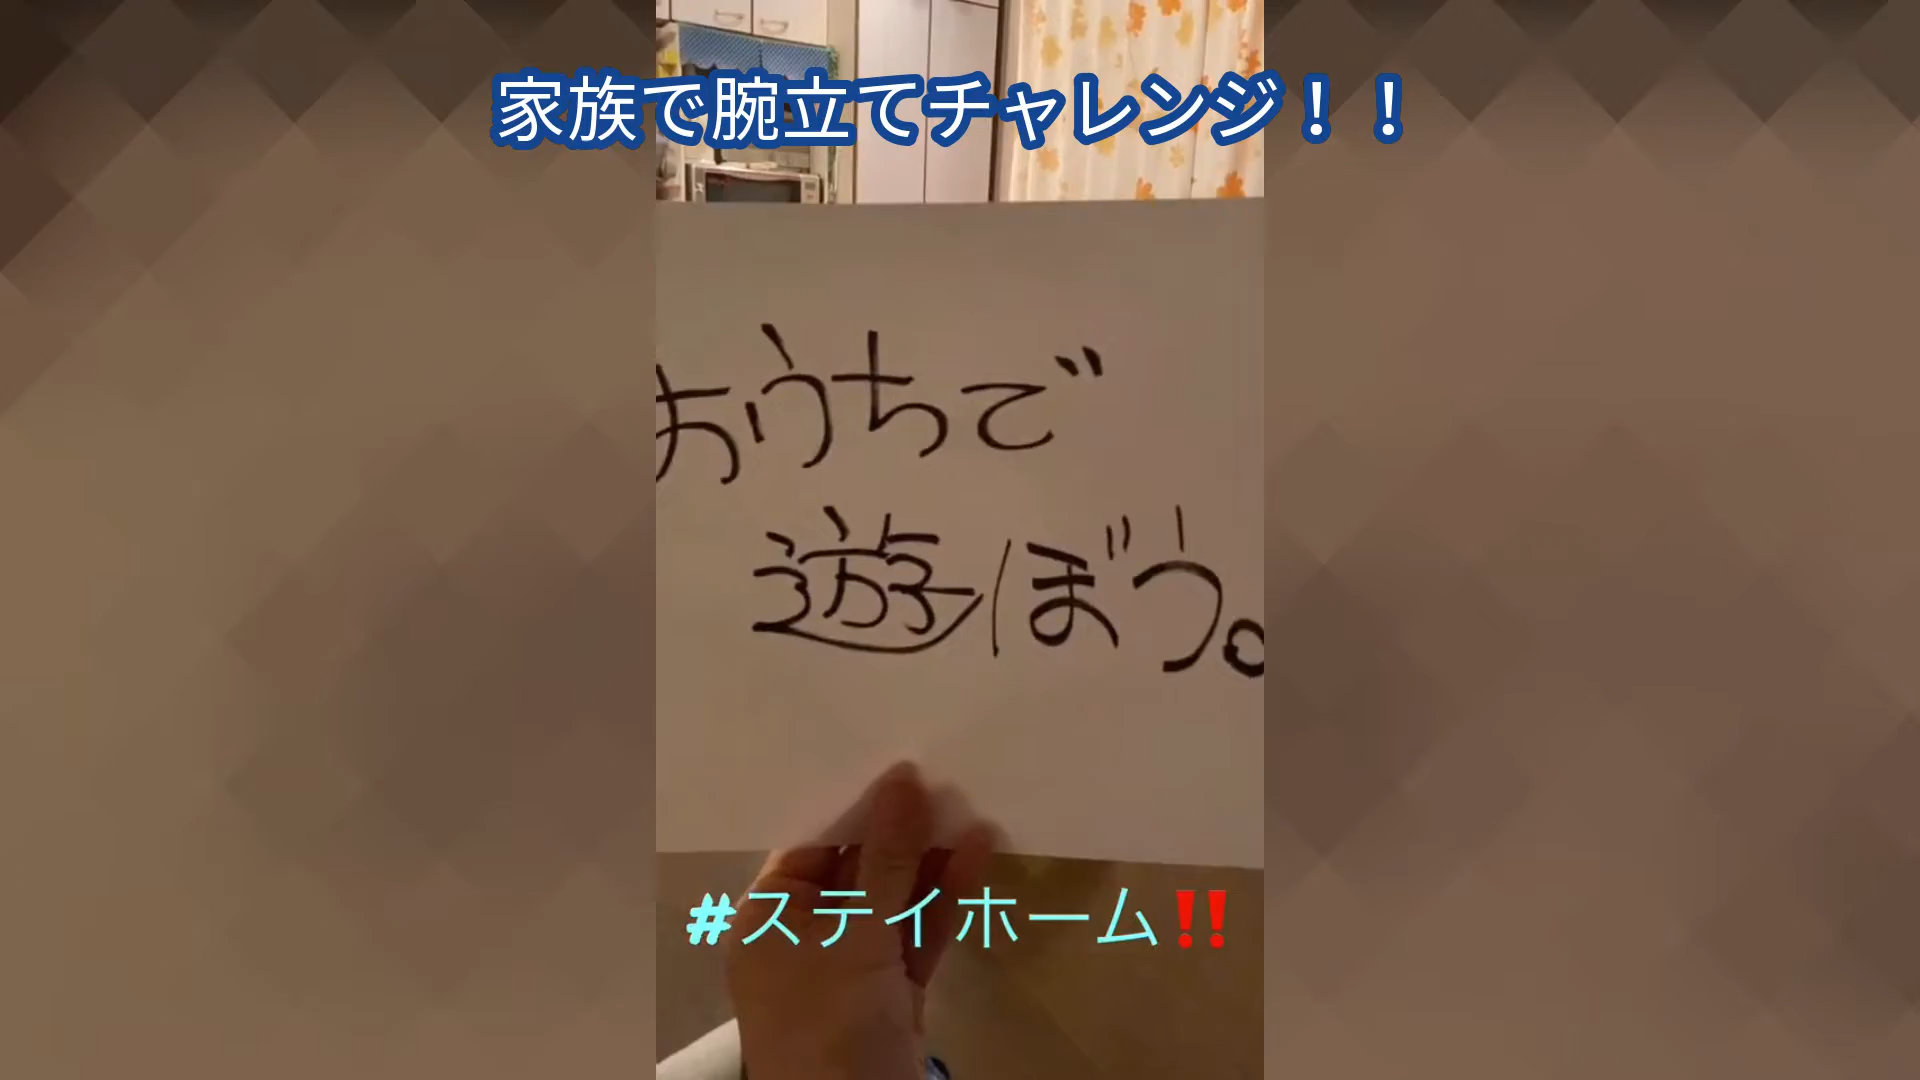 家族で腕立てチャレンジ！！
おうちで
遊ぼう。
#ステイホーム‼